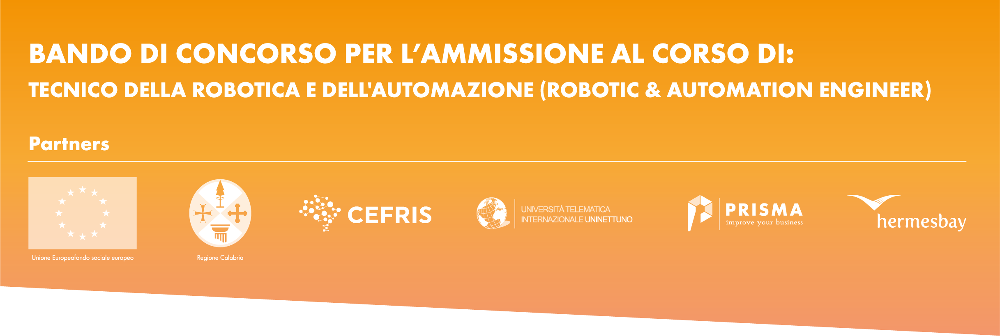 BANDO DI CONCORSO PER L’AMMISSIONE AL CORSO DI:
TECNICO DELLA ROBOTICA E DELL'AUTOMAZIONE (ROBOTIC & AUTOMATION ENGINEER)
Partners
CEFRIS
UNIVERSITÀ TELEMATICA
INTERNAZIONALE UNINETTUNO
PRISMA
improve your business
hermesbay
Unione Europeafondo sociale europeo
Regione Calabria